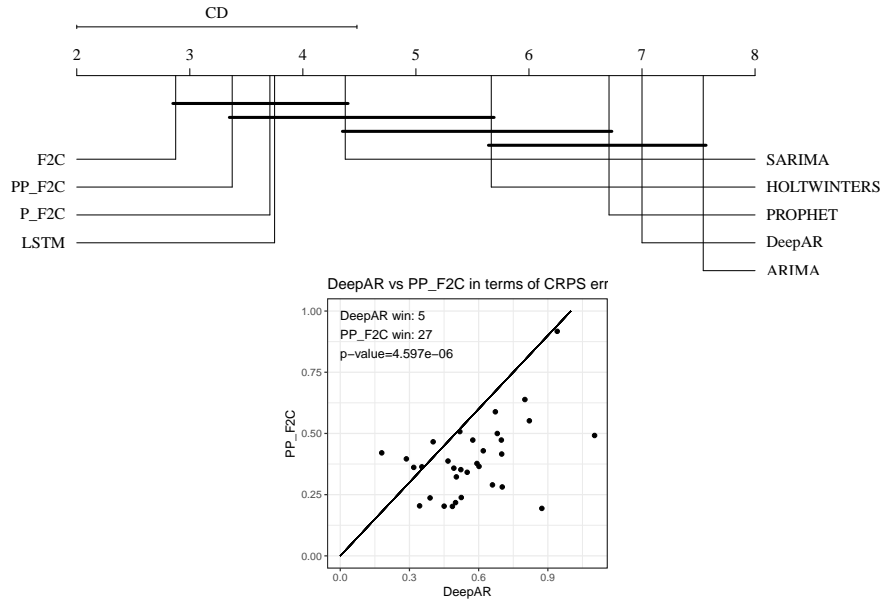 CD
2 3 4 5 6 7 8
F2C
PP_F2C
P_F2C
LSTM
SARIMA
HOLTWINTERS
PROPHET
DeepAR
ARIMA
DeepAR vs PP_F2C in terms of CRPS err
DeepAR win: 5
PP_F2C win: 27
p−value=4.597e−06
1.00
0.75
0.50
0.25
0.00
PP_F2C
0.0 0.3 0.6 0.9
DeepAR